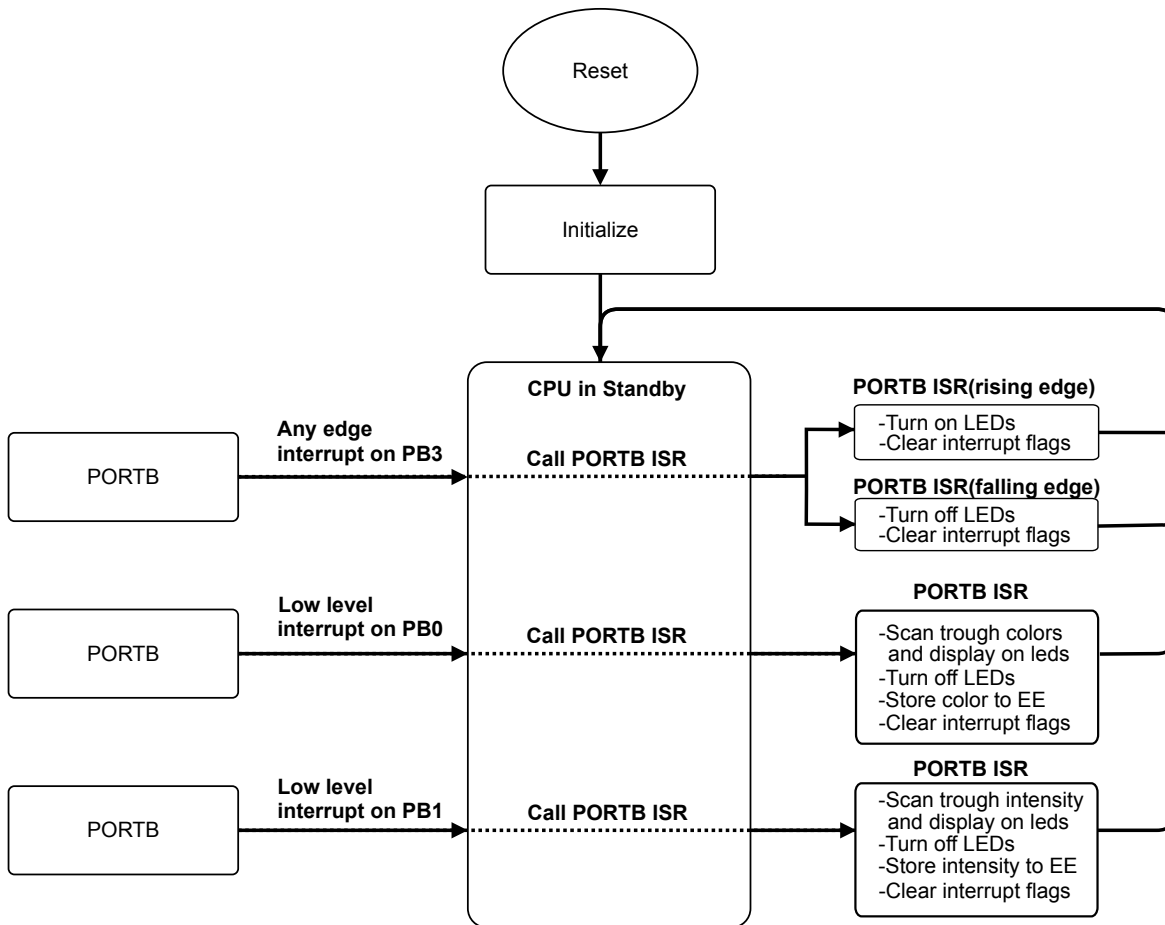 Reset
Initialize
CPU in Standby
PORTB
Any edge
interrupt on PB3
Call PORTB ISR
PORTB ISR(rising edge)
-Turn on LEDs
-Clear interrupt flags
PORTB ISR(falling edge)
-Turn off LEDs
-Clear interrupt flags
PORTB
Low level
interrupt on PB0
Call PORTB ISR
PORTB ISR
-Scan trough colors
and display on leds
-Turn off LEDs
-Store color to EE
-Clear interrupt flags
PORTB
Low level
interrupt on PB1
Call PORTB ISR
PORTB ISR
-Scan trough intensity
and display on leds
-Turn off LEDs
-Store intensity to EE
-Clear interrupt flags